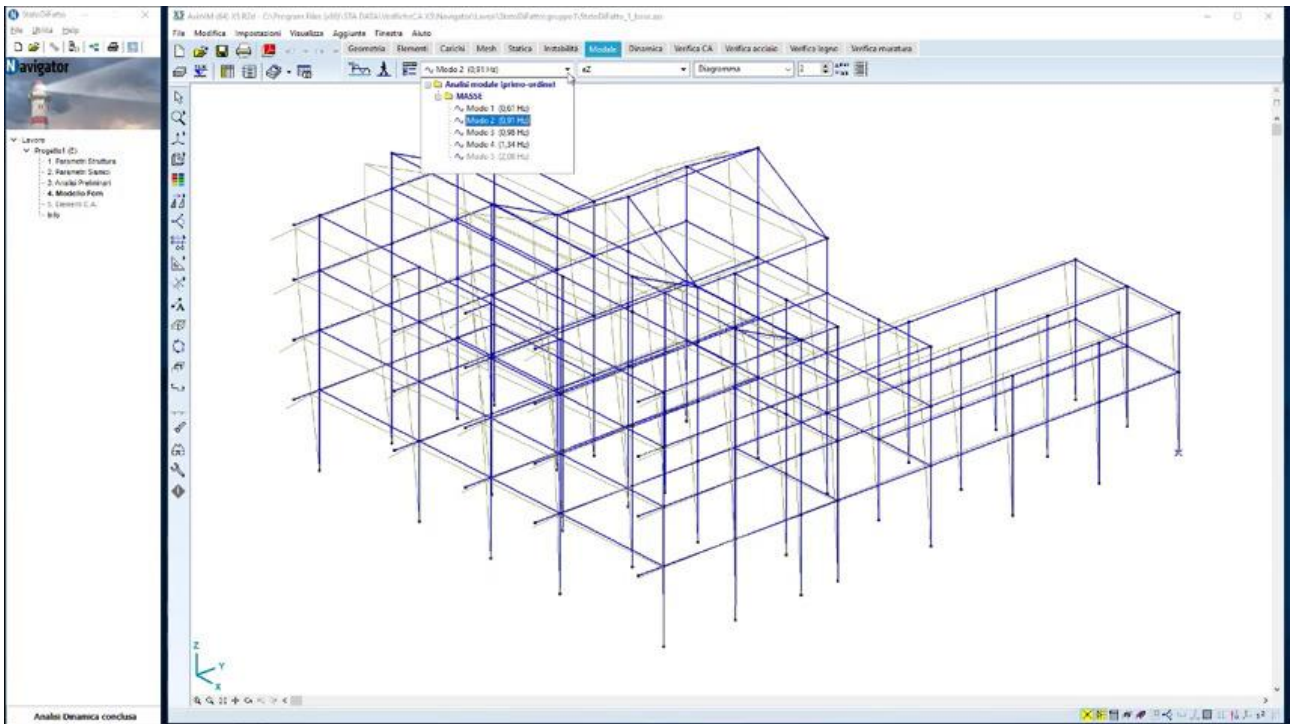 StatoDiFatto
File Utilità Help
Navigator
Lavoro
Progetto1 (E)
1. Parametri Struttura
2. Parametri Sismici
3. Analisi Preliminari
4. Modello Fem
5. Elementi C.A.
Info
Analisi Dinamica conclusa
File Modifica Impostazioni Visualizza Aggiunte Finestra Aiuto
Geometria Elementi Carichi Mesh Statica Instabilità Modale Dinamica Verifica CA Verifica acciaio Verifica legno Verifica muratura
Modo 2 (0,91 Hz) eZ Diagramma 2
Analisi modale (primo-ordine)
MASSE
Modo 1 (0,61 Hz)
Modo 2 (0,91 Hz)
Modo 3 (0,98 Hz)
Modo 4 (1,34 Hz)
Modo 5 (2,08 Hz)
Z
Y
X